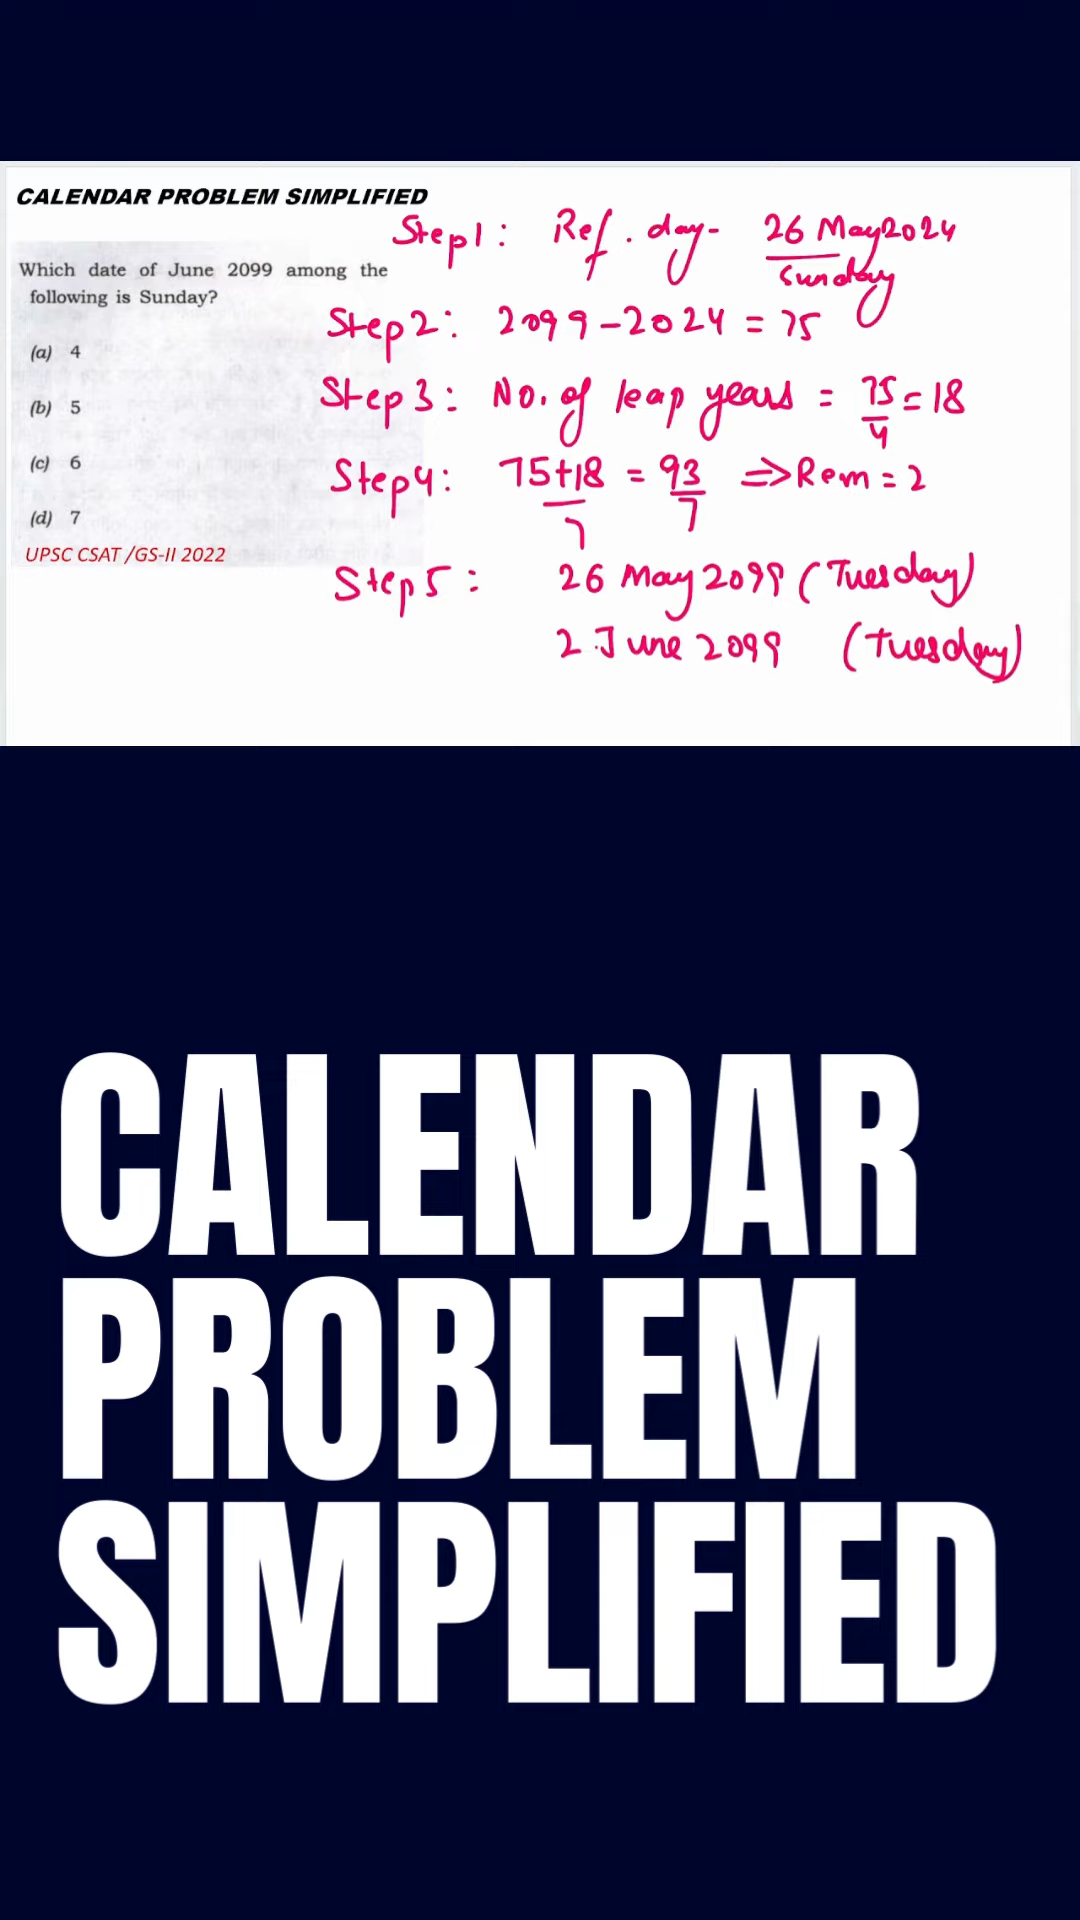 CALENDAR PROBLEM SIMPLIFIED
Which date of June 2099 among the
following is Sunday?
(a) 4
(b) 5
(c) 6
(d) 7
UPSC CSAT /GS-II 2022
Step1: Ref. day- 26 May 2024
Sunday
Step2: 2099-2024 = 75
Step3: No. of leap years = 75/4 = 18
Step4: 75+18/7 = 93/7 => Rem = 2
Step5: 26 May 2099 (Tuesday)
2 June 2099 (Tuesday)
CALENDAR
PROBLEM
SIMPLIFIED